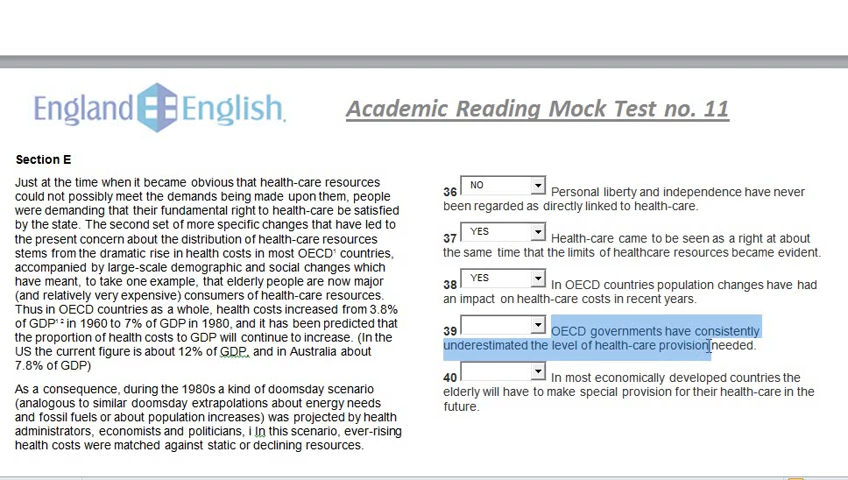 England English.
Academic Reading Mock Test no. 11
Section E
Just at the time when it became obvious that health-care resources
could not possibly meet the demands being made upon them, people
were demanding that their fundamental right to health-care be satisfied
by the state. The second set of more specific changes that have led to
the present concern about the distribution of health-care resources
stems from the dramatic rise in health costs in most OECD¹ countries,
accompanied by large-scale demographic and social changes which
have meant, to take one example, that elderly people are now major
(and relatively very expensive) consumers of health-care resources.
Thus in OECD countries as a whole, health costs increased from 3.8%
of GDP¹² in 1960 to 7% of GDP in 1980, and it has been predicted that
the proportion of health costs to GDP will continue to increase. (In the
US the current figure is about 12% of GDP, and in Australia about
7.8% of GDP)
As a consequence, during the 1980s a kind of doomsday scenario
(analogous to similar doomsday extrapolations about energy needs
and fossil fuels or about population increases) was projected by health
administrators, economists and politicians, i In this scenario, ever-rising
health costs were matched against static or declining resources.
36 NO Personal liberty and independence have never
been regarded as directly linked to health-care.
37 YES Health-care came to be seen as a right at about
the same time that the limits of healthcare resources became evident.
38 YES In OECD countries population changes have had
an impact on health-care costs in recent years.
39 OECD governments have consistently
underestimated the level of health-care provision needed.
40 In most economically developed countries the
elderly will have to make special provision for their health-care in the
future.